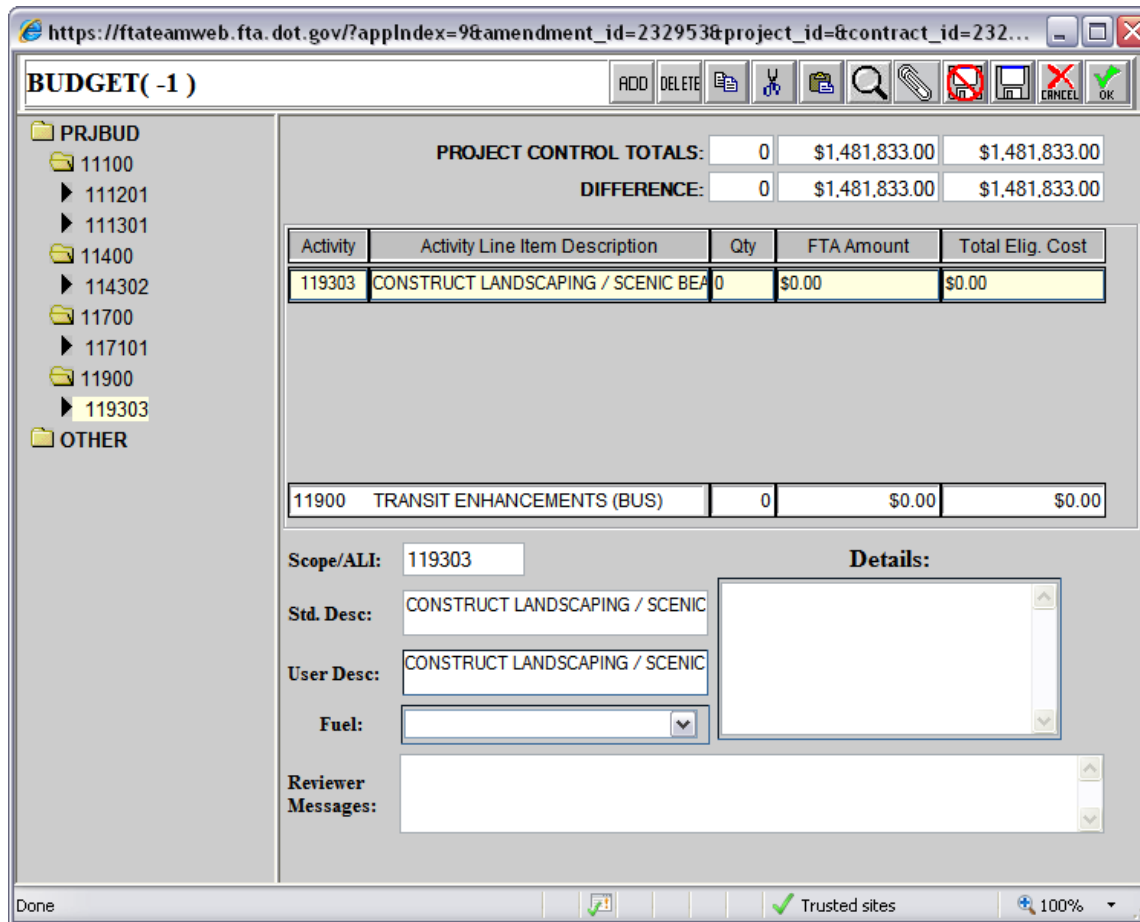 https://ftateamweb.fta.dot.gov/?appIndex=9&amendment_id=232953&project_id=&contract_id=232...
BUDGET( -1 )
ADD DELETE CANCEL OK
PRJBUD
11100
111201
111301
11400
114302
11700
117101
11900
119303
OTHER
PROJECT CONTROL TOTALS: 0 $1,481,833.00 $1,481,833.00
DIFFERENCE: 0 $1,481,833.00 $1,481,833.00
Activity Activity Line Item Description Qty FTA Amount Total Elig. Cost
119303 CONSTRUCT LANDSCAPING / SCENIC BEA 0 $0.00 $0.00
11900 TRANSIT ENHANCEMENTS (BUS) 0 $0.00 $0.00
Scope/ALI: 119303
Details:
Std. Desc: CONSTRUCT LANDSCAPING / SCENIC
User Desc: CONSTRUCT LANDSCAPING / SCENIC
Fuel:
Reviewer
Messages:
Done Trusted sites 100%